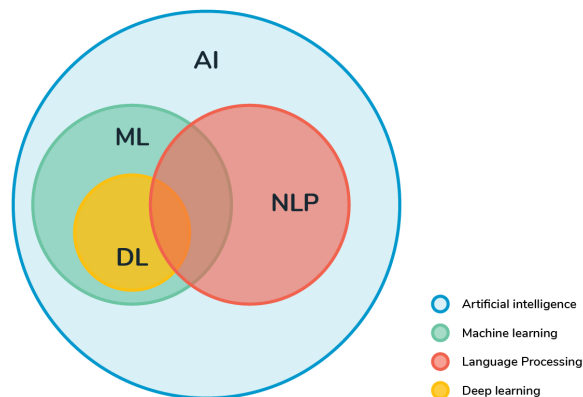 AI
ML
NLP
DL
Artificial intelligence
Machine learning
Language Processing
Deep learning